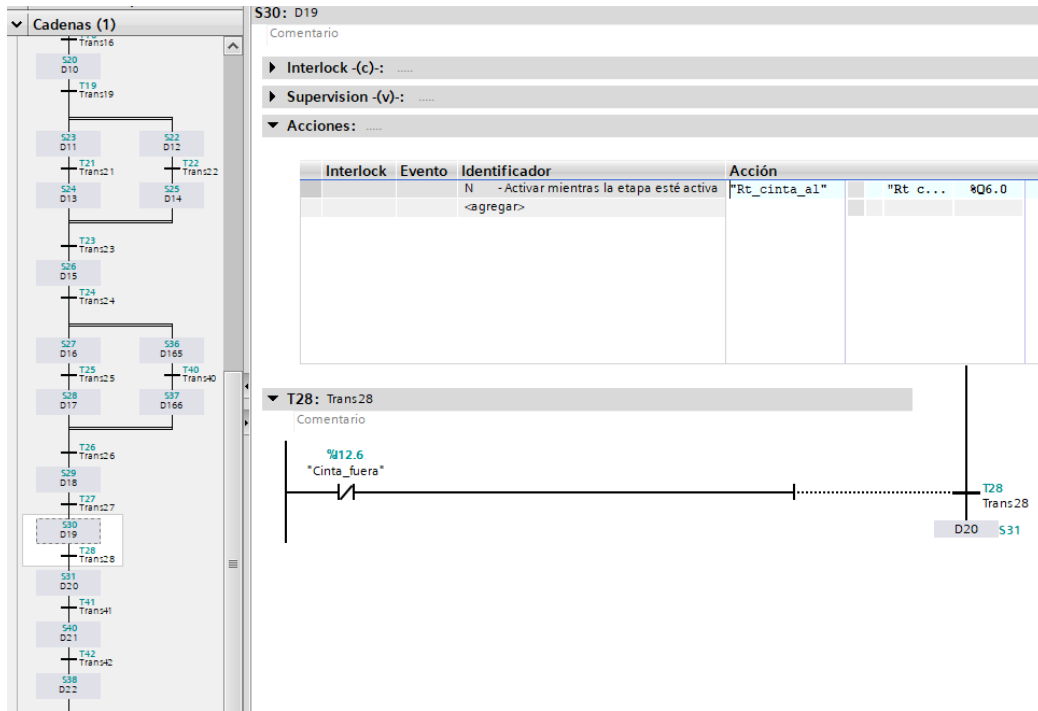 Cadenas (1)
Trans16
S20
D10
T19
Trans19
S23
D11
S22
D12
T21
Trans21
T22
Trans22
S24
D13
S25
D14
T23
Trans23
S26
D15
T24
Trans24
S27
D16
S36
D165
T25
Trans25
T40
Trans40
S28
D17
S37
D166
T26
Trans26
S29
D18
T27
Trans27
S30
D19
T28
Trans28
S31
D20
T41
Trans41
S40
D21
T42
Trans42
S38
D22
S30: D19
Comentario
Interlock -(c)-: .....
Supervision -(v)-: .....
Acciones: .....
Interlock Evento Identificador Acción
N - Activar mientras la etapa esté activa "Rt_cinta_al" "Rt c... %Q6.0
<agregar>
T28: Trans28
Comentario
%I12.6
"Cinta_fuera"
T28
Trans28
D20 S31